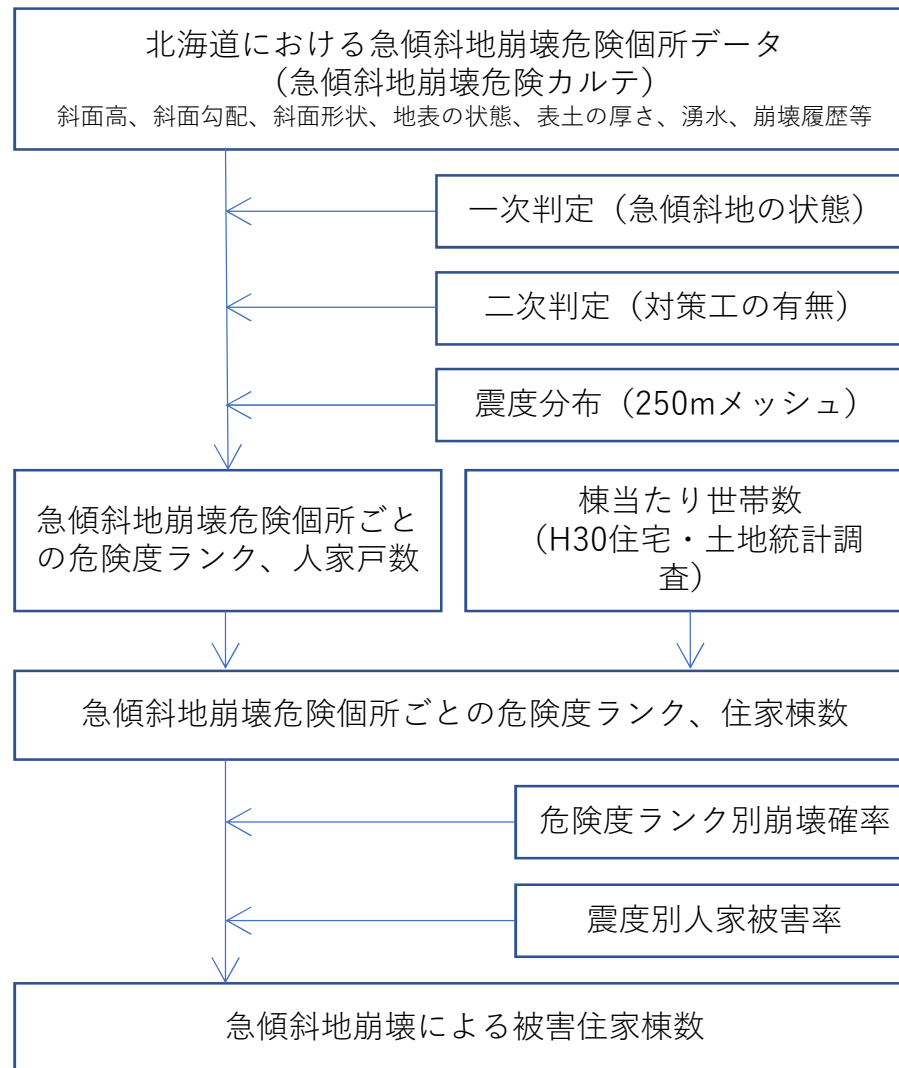 北海道における急傾斜地崩壊危険個所データ
（急傾斜地崩壊危険カルテ）
斜面高、斜面勾配、斜面形状、地表の状態、表土の厚さ、湧水、崩壊履歴等
一次判定（急傾斜地の状態）
二次判定（対策工の有無）
震度分布（250mメッシュ）
急傾斜地崩壊危険個所ごと
の危険度ランク、人家戸数
棟当たり世帯数
（H30住宅・土地統計調
査）
急傾斜地崩壊危険個所ごとの危険度ランク、住家棟数
危険度ランク別崩壊確率
震度別人家被害率
急傾斜地崩壊による被害住家棟数